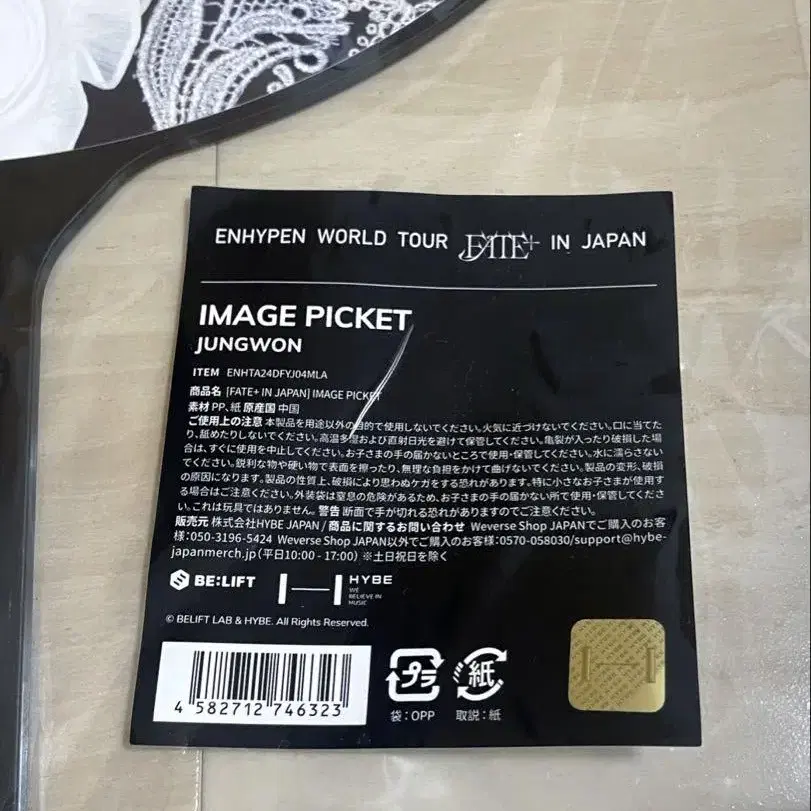 ENHYPEN WORLD TOUR FATE+ IN JAPAN
IMAGE PICKET
JUNGWON
ITEM ENHTA24DFYJ04MLA
商品名 [FATE+ IN JAPAN] IMAGE PICKET
素材 PP、紙 原産国 中国
ご使用上の注意 本製品を用途以外の目的で使用しないでください。火気に近づけないでください。口に当てた
り、舐めたりしないでください。高温多湿および直射日光を避けて保管してください。亀裂が入ったり破損した場
合は、すぐに使用を中止してください。お子さまの手の届かないところで使用・保管してください。水に濡らさない
でください。鋭利な物や硬い物で表面を擦ったり、無理な負担をかけて曲げないでください。製品の変形、破損
の原因になります。製品の性質上、破損により思わぬケガをする恐れがあります。特に小さなお子さまが使用す
る場合はご注意ください。外装袋は窒息の危険があるため、お子さまの手の届かない所で使用・保管してくださ
い。これは玩具ではありません。警告 断面で手が切れる恐れがありますのでご注意ください。
販売元 株式会社HYBE JAPAN / 商品に関するお問い合わせ Weverse Shop JAPANでご購入のお客
様:050-3196-5424 Weverse Shop JAPAN以外でご購入のお客様:0570-058030/support@hybe-
japanmerch.jp (平日10:00 - 17:00) ※土日祝日を除く
BE:LIFT HYBE
WE
BELIEVE IN
MUSIC
© BELIFT LAB & HYBE. All Rights Reserved.
4 582712 746323
プラ 紙
袋:OPP 取説:紙